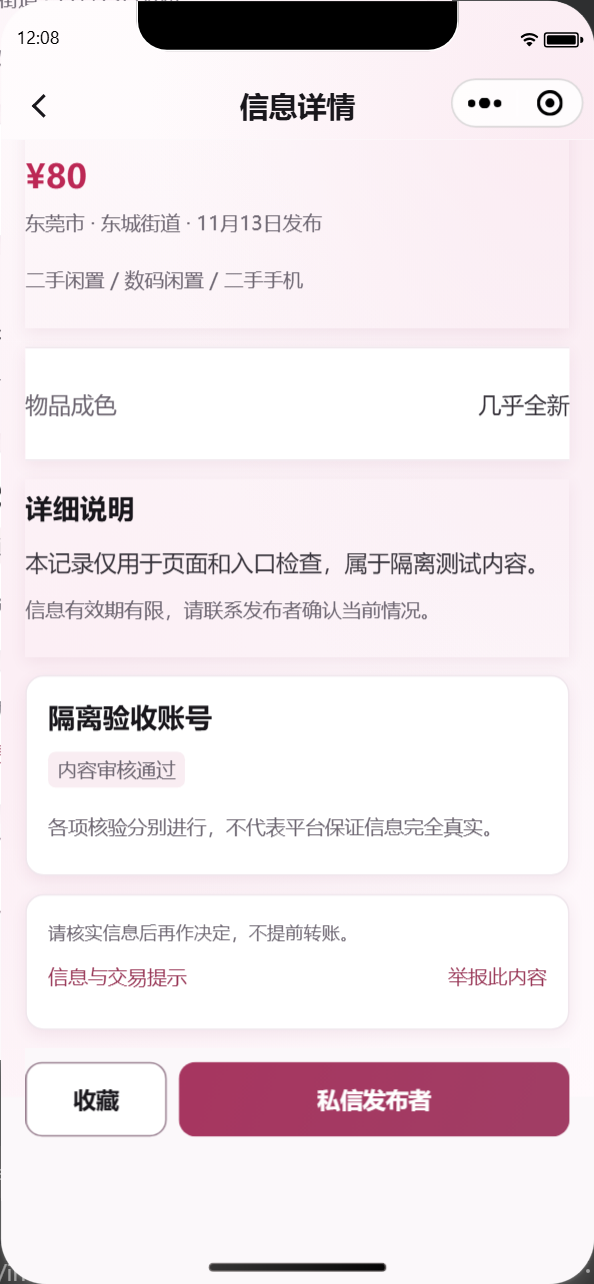 12:08
信息详情
¥80
东莞市 · 东城街道 · 11月13日发布
二手闲置 / 数码闲置 / 二手手机
物品成色 几乎全新
详细说明
本记录仅用于页面和入口检查，属于隔离测试内容。
信息有效期有限，请联系发布者确认当前情况。
隔离验收账号
内容审核通过
各项核验分别进行，不代表平台保证信息完全真实。
请核实信息后再作决定，不提前转账。
信息与交易提示 举报此内容
收藏 私信发布者